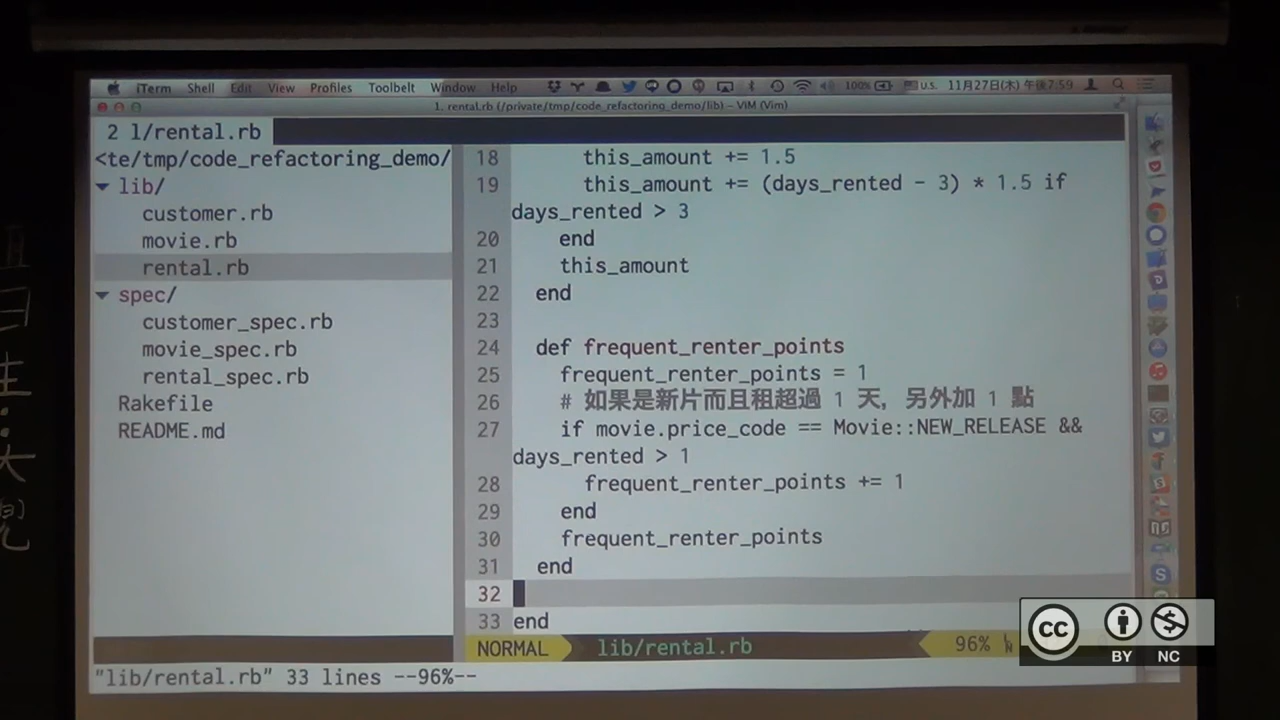 iTerm Shell Edit View Profiles Toolbelt Window Help 100% U.S. 11月27日(木) 午後7:59
1. rental.rb (/private/tmp/code_refactoring_demo/lib) – VIM (Vim)
2 l/rental.rb
<te/tmp/code_refactoring_demo/
▼ lib/
customer.rb
movie.rb
rental.rb
▼ spec/
customer_spec.rb
movie_spec.rb
rental_spec.rb
Rakefile
README.md
18 this_amount += 1.5
19 this_amount += (days_rented - 3) * 1.5 if
days_rented > 3
20 end
21 this_amount
22 end
23
24 def frequent_renter_points
25 frequent_renter_points = 1
26 # 如果是新片而且租超過 1 天，另外加 1 點
27 if movie.price_code == Movie::NEW_RELEASE &&
days_rented > 1
28 frequent_renter_points += 1
29 end
30 frequent_renter_points
31 end
32
33 end
NORMAL lib/rental.rb 96%
"lib/rental.rb" 33 lines --96%--
cc
BY NC